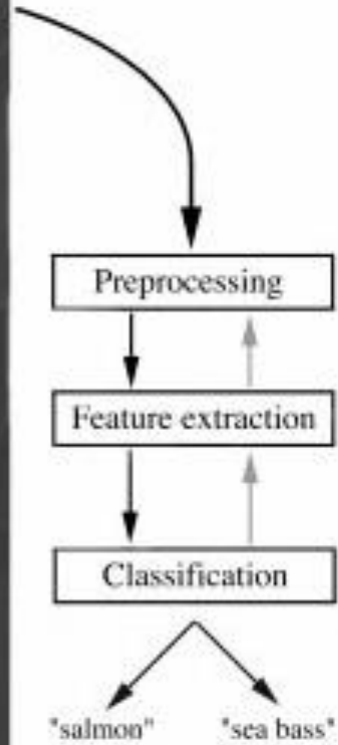 Preprocessing
Feature extraction
Classification
"salmon" "sea bass"